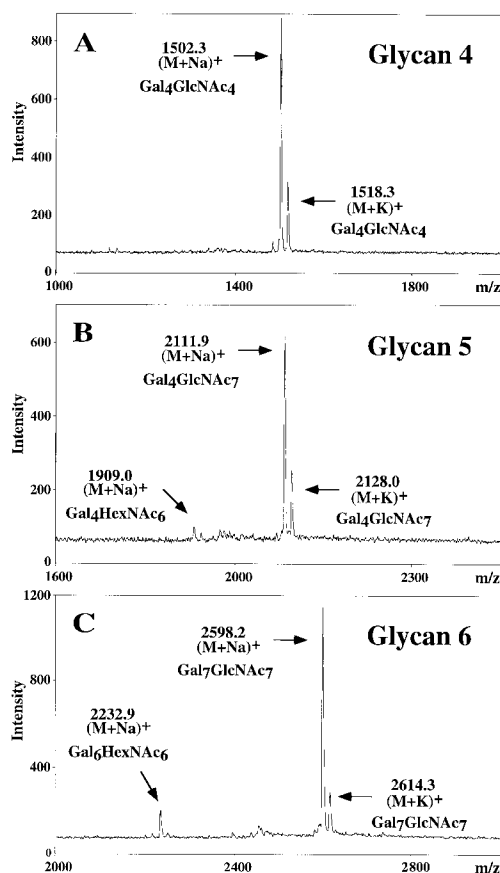 A
Glycan 4
1502.3
(M+Na)+
Gal4GlcNAc4
1518.3
(M+K)+
Gal4GlcNAc4
Intensity
800
600
400
200
0
1000
1400
1800
m/z
B
Glycan 5
2111.9
(M+Na)+
Gal4GlcNAc7
1909.0
(M+Na)+
Gal4HexNAc6
2128.0
(M+K)+
Gal4GlcNAc7
Intensity
600
400
200
0
1600
2000
2300
m/z
C
Glycan 6
2598.2
(M+Na)+
Gal7GlcNAc7
2232.9
(M+Na)+
Gal6HexNAc6
2614.3
(M+K)+
Gal7GlcNAc7
Intensity
1200
800
400
0
2000
2400
2800
m/z